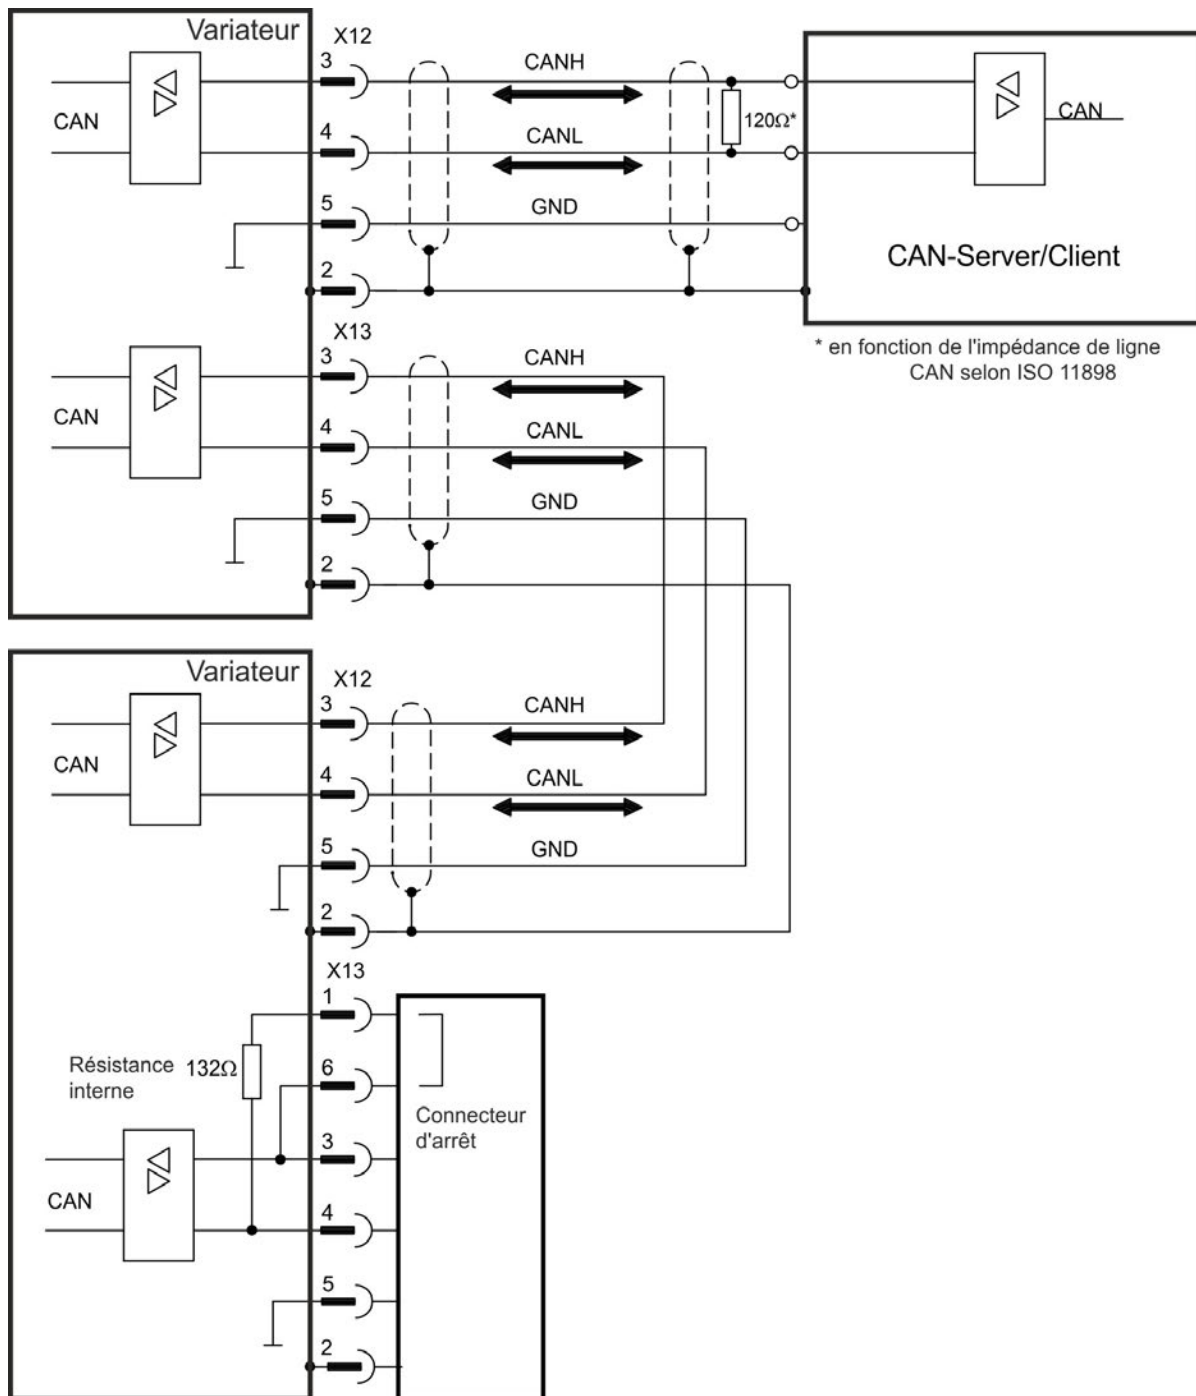 Variateur
X12
3
CANH
CAN
120Ω*
CAN
4
CANL
5
GND
CAN-Server/Client
2
X13
* en fonction de l'impédance de ligne
CAN selon ISO 11898
3
CANH
CAN
4
CANL
5
GND
2
Variateur
X12
3
CANH
CAN
4
CANL
5
GND
2
X13
1
Résistance
interne
132Ω
6
Connecteur
d'arrêt
3
CAN
4
5
2